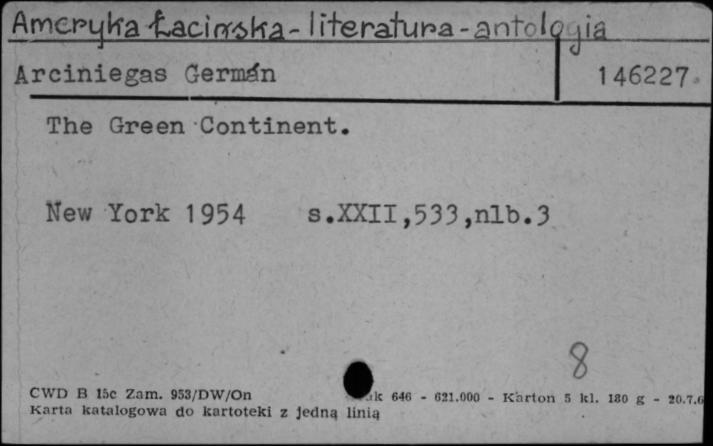 Ameryka Łacińska - literatura - antologia
Arciniegas Germán 146227
The Green Continent.
New York 1954 s.XXII,533,nlb.3
8
CWD B 15c Zam. 953/DW/On 646 - 621.000 - Karton 5 kl. 180 g - 20.7.6
Karta katalogowa do kartoteki z jedną linią